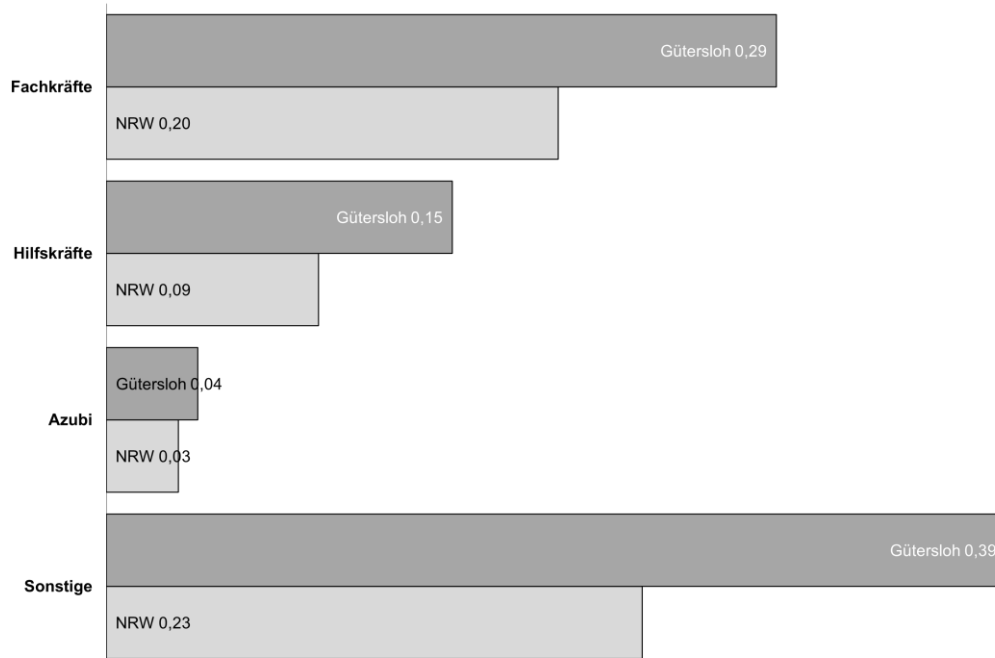 Fachkräfte
Gütersloh 0,29
NRW 0,20
Hilfskräfte
Gütersloh 0,15
NRW 0,09
Azubi
Gütersloh 0,04
NRW 0,03
Sonstige
Gütersloh 0,39
NRW 0,23